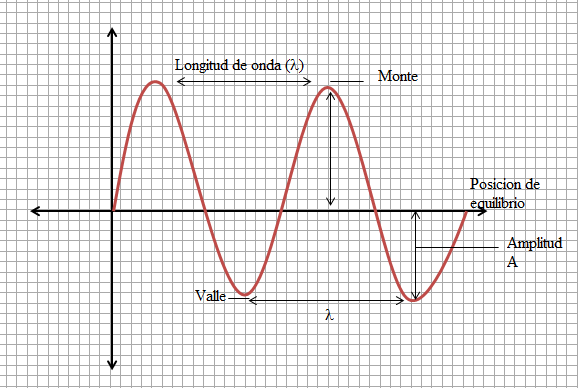 Longitud de onda (λ)
Monte
Posicion de
equilibrio
Amplitud
A
Valle
λ